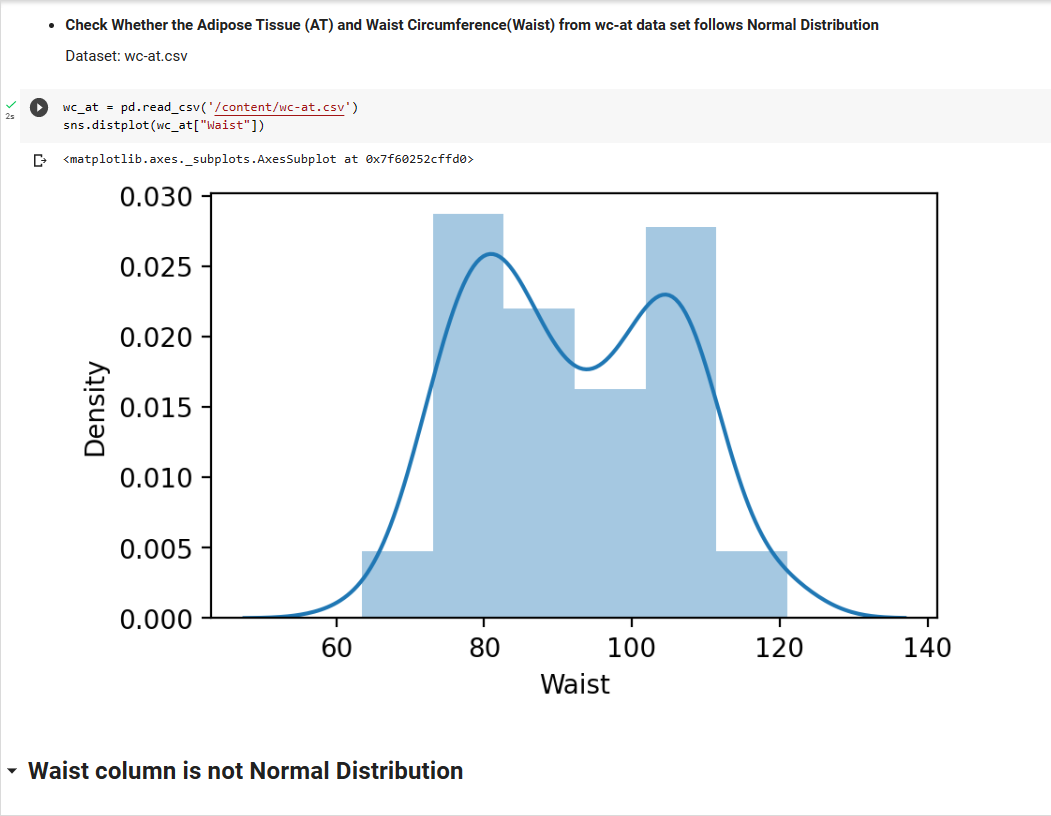 Check Whether the Adipose Tissue (AT) and Waist Circumference(Waist) from wc-at data set follows Normal Distribution
Dataset: wc-at.csv
wc_at = pd.read_csv('/content/wc-at.csv')
2s
sns.distplot(wc_at["Waist"])
<matplotlib.axes._subplots.AxesSubplot at 0x7f60252cffd0>
0.030
0.025
0.020
0.015
0.010
0.005
0.000
Density
60 80 100 120 140
Waist
Waist column is not Normal Distribution